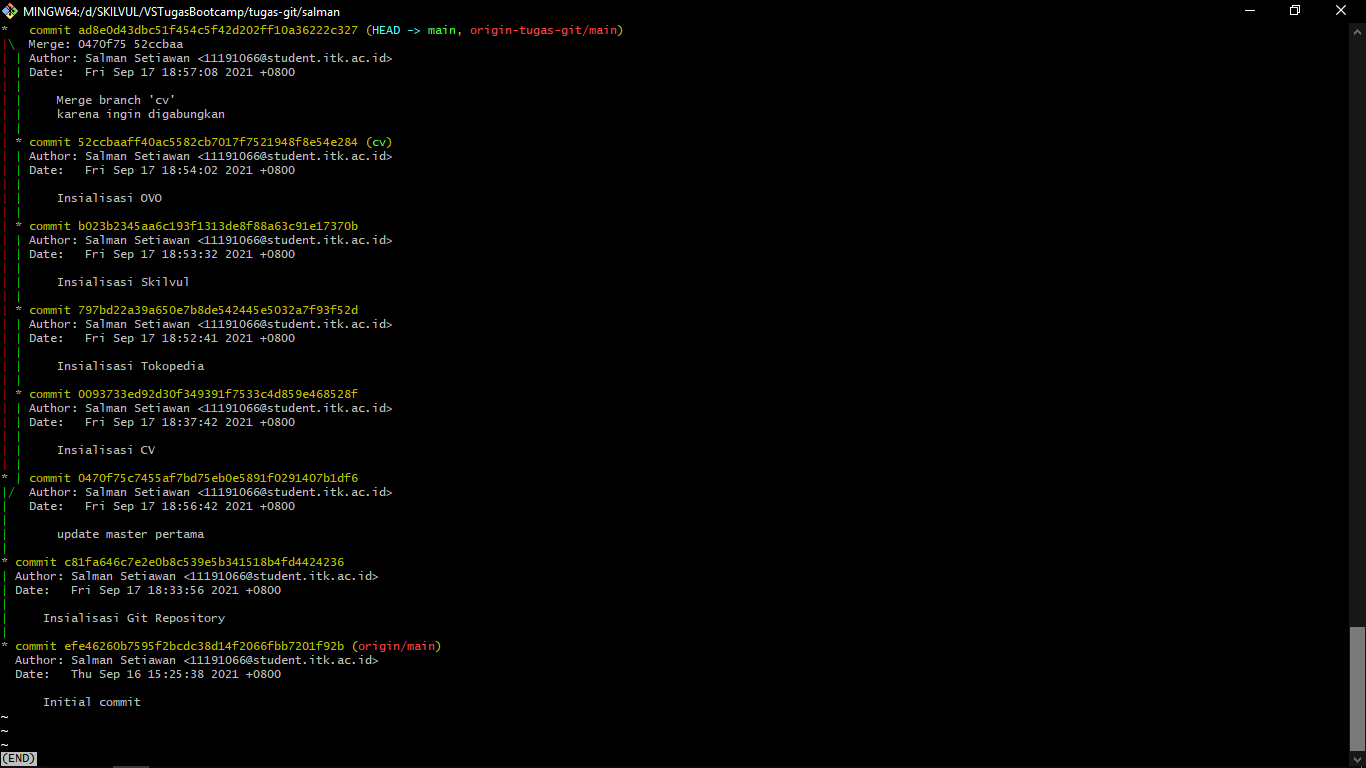 MINGW64:/d/SKILVUL/VSTugasBootcamp/tugas-git/salman
*   commit ad8e0d43dbc51f454c5f42d202ff10a36222c327 (HEAD -> main, origin-tugas-git/main)
|\  Merge: 0470f75 52ccbaa
| | Author: Salman Setiawan <11191066@student.itk.ac.id>
| | Date:   Fri Sep 17 18:57:08 2021 +0800
| |
| |     Merge branch 'cv'
| |     karena ingin digabungkan
| |
| * commit 52ccbaaff40ac5582cb7017f7521948f8e54e284 (cv)
| | Author: Salman Setiawan <11191066@student.itk.ac.id>
| | Date:   Fri Sep 17 18:54:02 2021 +0800
| |
| |     Insialisasi OVO
| |
| * commit b023b2345aa6c193f1313de8f88a63c91e17370b
| | Author: Salman Setiawan <11191066@student.itk.ac.id>
| | Date:   Fri Sep 17 18:53:32 2021 +0800
| |
| |     Insialisasi Skilvul
| |
| * commit 797bd22a39a650e7b8de542445e5032a7f93f52d
| | Author: Salman Setiawan <11191066@student.itk.ac.id>
| | Date:   Fri Sep 17 18:52:41 2021 +0800
| |
| |     Insialisasi Tokopedia
| |
| * commit 0093733ed92d30f349391f7533c4d859e468528f
| | Author: Salman Setiawan <11191066@student.itk.ac.id>
| | Date:   Fri Sep 17 18:37:42 2021 +0800
| |
| |     Insialisasi CV
| |
* | commit 0470f75c7455af7bd75eb0e5891f0291407b1df6
|/  Author: Salman Setiawan <11191066@student.itk.ac.id>
|   Date:   Fri Sep 17 18:56:42 2021 +0800
|
|       update master pertama
|
* commit c81fa646c7e2e0b8c539e5b341518b4fd4424236
| Author: Salman Setiawan <11191066@student.itk.ac.id>
| Date:   Fri Sep 17 18:33:56 2021 +0800
|
|     Insialisasi Git Repository
|
* commit efe46260b7595f2bcdc38d14f2066fbb7201f92b (origin/main)
  Author: Salman Setiawan <11191066@student.itk.ac.id>
  Date:   Thu Sep 16 15:25:38 2021 +0800

      Initial commit
~
~
~
(END)